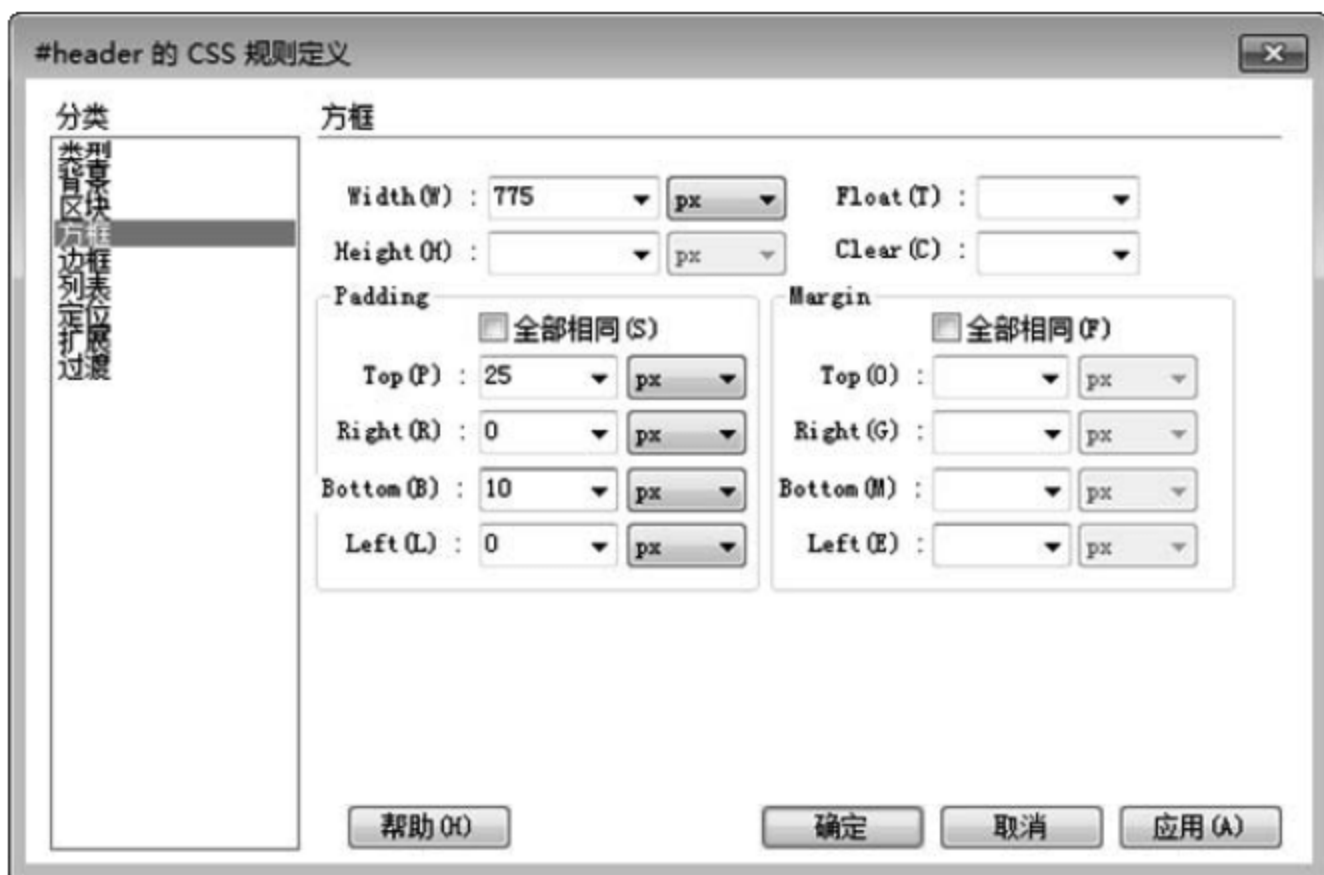 #header 的 CSS 规则定义
分类
类型
背景
区块
方框
边框
列表
定位
扩展
过渡
方框
Width(W) : 775 px Float(T) :
Height(H) : px Clear(C) :
Padding Margin
全部相同(S) 全部相同(F)
Top(P) : 25 px Top(O) : px
Right(R) : 0 px Right(G) : px
Bottom(B) : 10 px Bottom(M) : px
Left(L) : 0 px Left(E) : px
帮助(H) 确定 取消 应用(A)